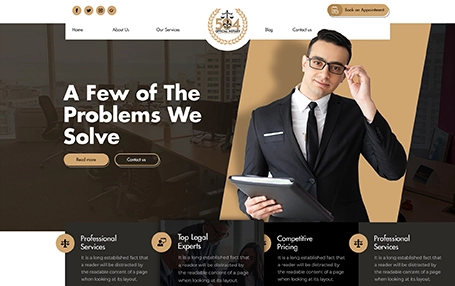 Book an Appointment
Home
About Us
Our Services
Blog
Contact us
A Few of The
Problems We
Solve
Read more
Contact us
Professional
Services
It is a long established fact that
a reader will be distracted by
the readable content of a page
when looking at its layout.
Top Legal
Experts
It is a long established fact that
a reader will be distracted by
the readable content of a page
when looking at its layout.
Competitive
Pricing
It is a long established fact that
a reader will be distracted by
the readable content of a page
when looking at its layout.
Professional
Services
It is a long established fact that
a reader will be distracted by
the readable content of a page
when looking at its layout.